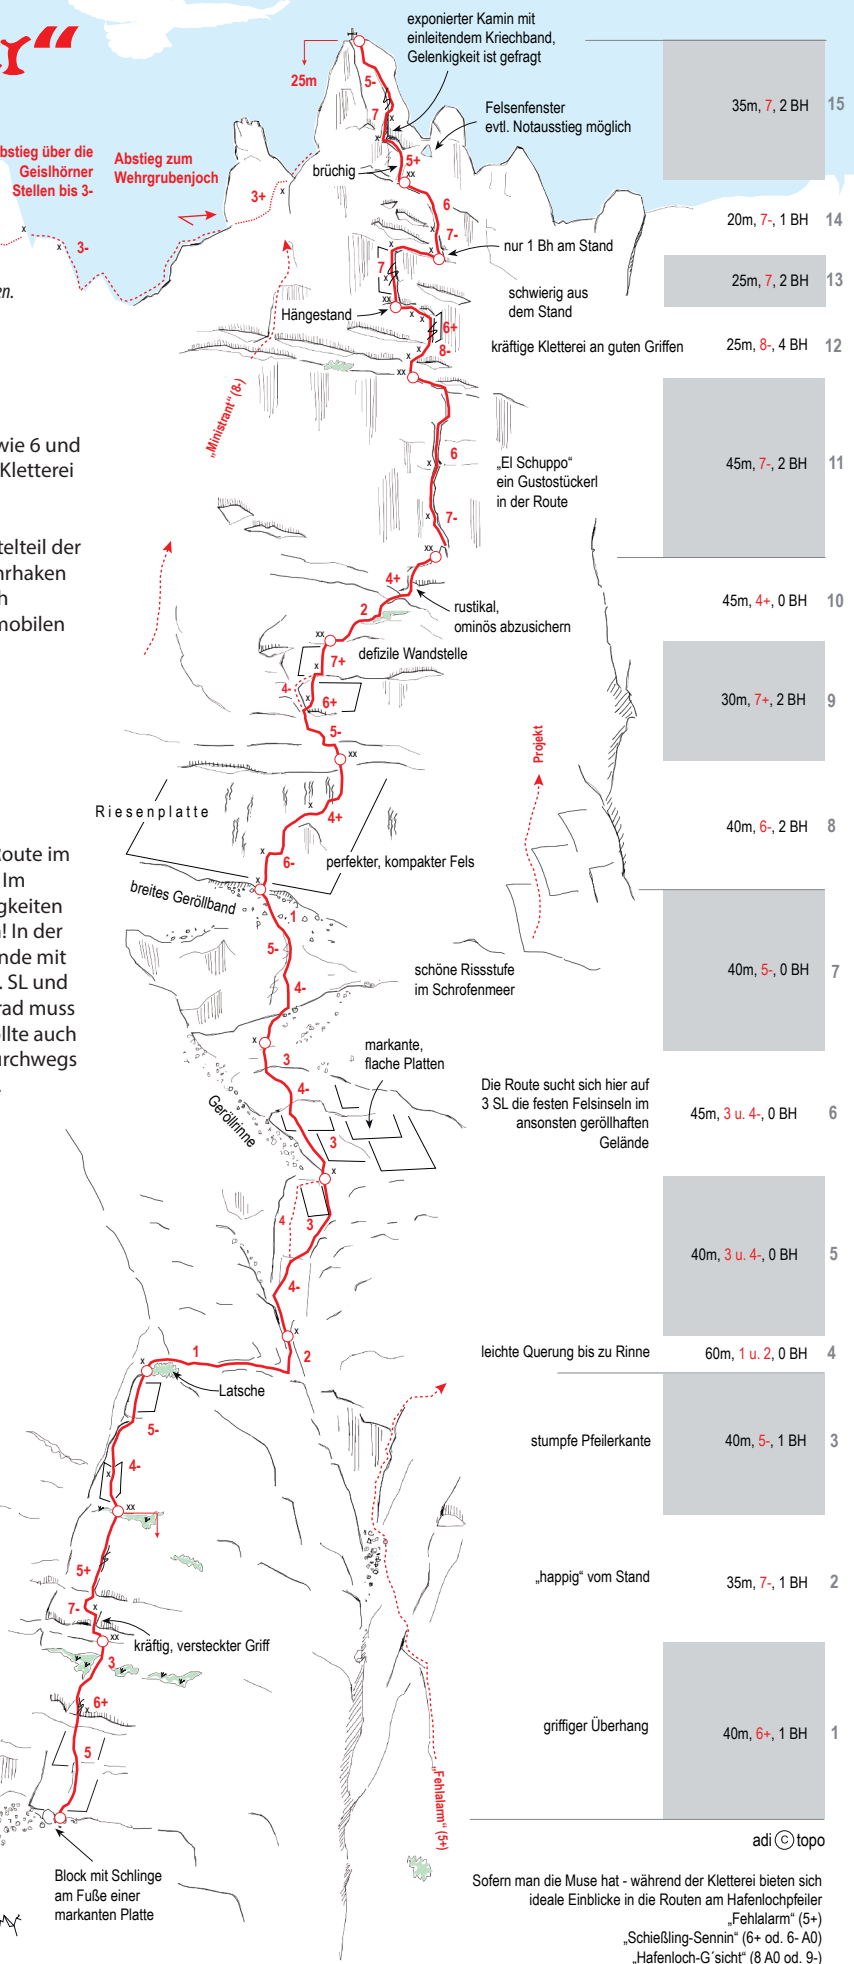 exponierter Kamin mit
einleitendem Kriechband,
Gelenkigkeit ist gefragt
25m
5-
7
35m, 7, 2 BH 15
Felsenfenster
evtl. Notausstieg möglich
bstieg über die
Geislhörner
Stellen bis 3-
Abstieg zum
Wehrgrubenjoch
brüchig
5+
xx
3+
3-
6
7-
20m, 7-, 1 BH 14
nur 1 Bh am Stand
7
25m, 7, 2 BH 13
en.
schwierig aus
dem Stand
xx
Hängestand
6+
8-
kräftige Kletterei an guten Griffen
25m, 8-, 4 BH 12
xx
„Ministrant“ (8-)
wie 6 und
Kletterei
6
„El Schuppo“
ein Gustostückerl
in der Route
45m, 7-, 2 BH 11
7-
xx
telteil der
hrhaken
h
mobilen
4+
2
rustikal,
ominös abzusichern
45m, 4+, 0 BH 10
xx
7+
defizile Wandstelle
4-
6+
5-
30m, 7+, 2 BH 9
xx
Projekt
Riesenplatte
4+
40m, 6-, 2 BH 8
6-
perfekter, kompakter Fels
Route im
Im
gkeiten
! In der
nde mit
. SL und
rad muss
llte auch
urchwegs
breites Geröllband
1
5-
4-
schöne Rissstufe
im Schrofenmeer
40m, 5-, 0 BH 7
3
4-
markante,
flache Platten
Geröllrinne
3
Die Route sucht sich hier auf
3 SL die festen Felsinseln im
ansonsten geröllhaften
Gelände
45m, 3 u. 4-, 0 BH 6
4
3
4-
40m, 3 u. 4-, 0 BH 5
1
2
leichte Querung bis zu Rinne
60m, 1 u. 2, 0 BH 4
Latsche
5-
4-
stumpfe Pfeilerkante
40m, 5-, 1 BH 3
xx
5+
7-
„happig“ vom Stand
35m, 7-, 1 BH 2
xx
kräftig, versteckter Griff
3
6+
5
griffiger Überhang
40m, 6+, 1 BH 1
„Fehlalarm“ (5+)
adi © topo
Block mit Schlinge
am Fuße einer
markanten Platte
Sofern man die Muse hat - während der Kletterei bieten sich
ideale Einblicke in die Routen am Hafenlochpfeiler
„Fehlalarm“ (5+)
„Schießling-Sennin“ (6+ od. 6- A0)
„Hafenloch-G´sicht“ (8 A0 od. 9-)